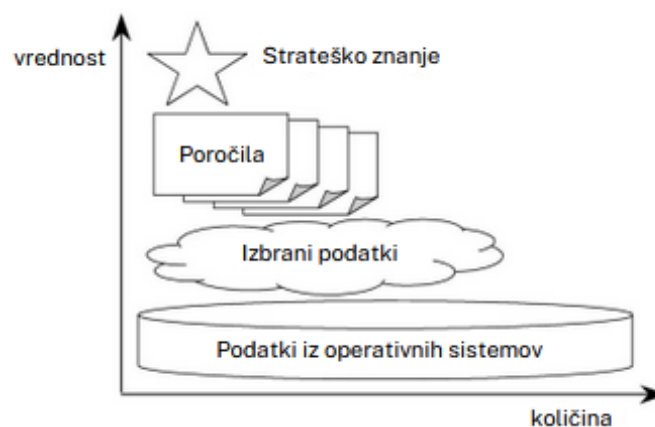 vrednost
Strateško znanje
Poročila
Izbrani podatki
Podatki iz operativnih sistemov
količina